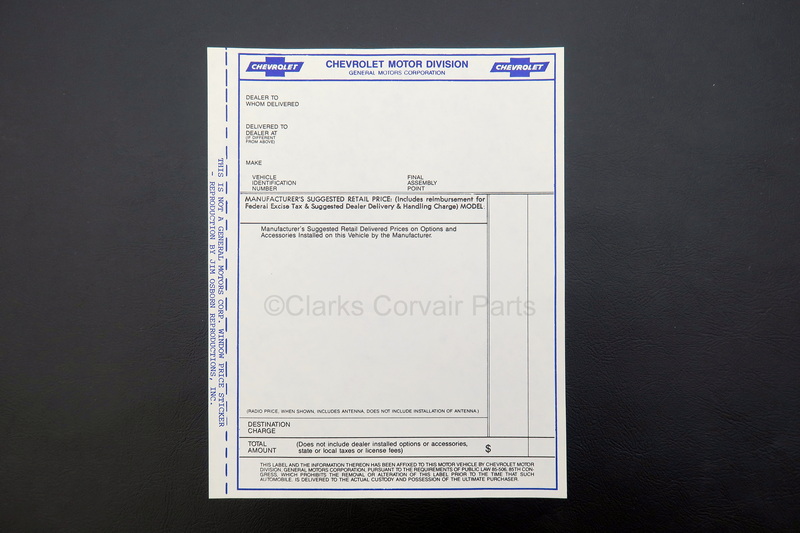 CHEVROLET
CHEVROLET MOTOR DIVISION
GENERAL MOTORS CORPORATION
CHEVROLET
DEALER TO
WHOM DELIVERED
DELIVERED TO
DEALER AT
(IF DIFFERENT
FROM ABOVE)
MAKE
VEHICLE
IDENTIFICATION
NUMBER
FINAL
ASSEMBLY
POINT
MANUFACTURER'S SUGGESTED RETAIL PRICE: (Includes reimbursement for
Federal Excise Tax & Suggested Dealer Delivery & Handling Charge) MODEL
Manufacturer's Suggested Retail Delivered Prices on Options and
Accessories Installed on this Vehicle by the Manufacturer.
©Clarks Corvair Parts
(RADIO PRICE, WHEN SHOWN, INCLUDES ANTENNA, DOES NOT INCLUDE INSTALLATION OF ANTENNA.)
DESTINATION
CHARGE
TOTAL
AMOUNT
(Does not include dealer installed options or accessories,
state or local taxes or license fees)
$
THIS LABEL AND THE INFORMATION THEREON HAS BEEN AFFIXED TO THIS MOTOR VEHICLE BY CHEVROLET MOTOR
DIVISION, GENERAL MOTORS CORPORATION, PURSUANT TO THE REQUIREMENTS OF PUBLIC LAW 85-506, 85TH CON-
GRESS, WHICH PROHIBITS THE REMOVAL OR ALTERATION OF THIS LABEL PRIOR TO THE TIME THAT SUCH
AUTOMOBILE, IS DELIVERED TO THE ACTUAL CUSTODY AND POSSESSION OF THE ULTIMATE PURCHASER.
THIS IS NOT A GENERAL MOTORS CORP. WINDOW PRICE STICKER
- REPRODUCTION BY JIM OSBORN REPRODUCTIONS, INC.